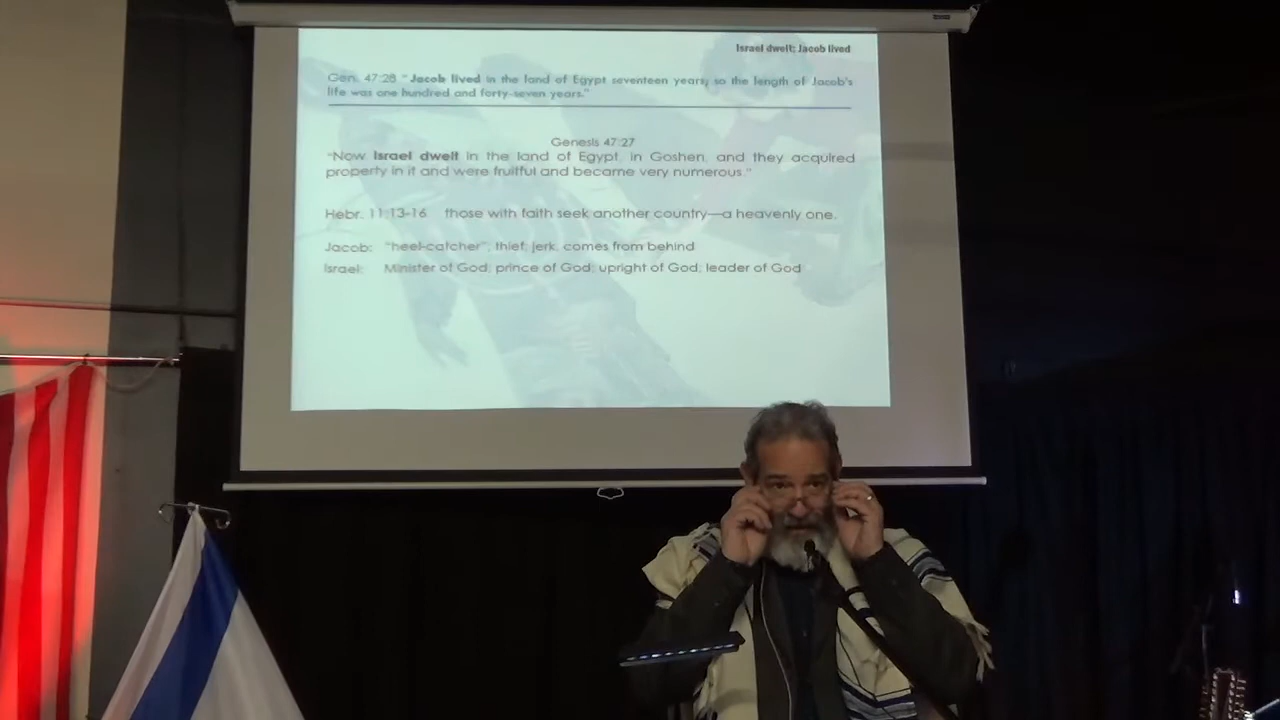 Israel dwelt; Jacob lived
Gen. 47:28 "Jacob lived in the land of Egypt seventeen years; so the length of Jacob's
life was one hundred and forty-seven years."
Genesis 47:27
"Now Israel dwelt in the land of Egypt, in Goshen, and they acquired
property in it and were fruitful and became very numerous."
Hebr. 11:13-16 those with faith seek another country—a heavenly one.
Jacob: "heel-catcher"; thief; jerk, comes from behind
Israel: Minister of God; prince of God; upright of God; leader of God